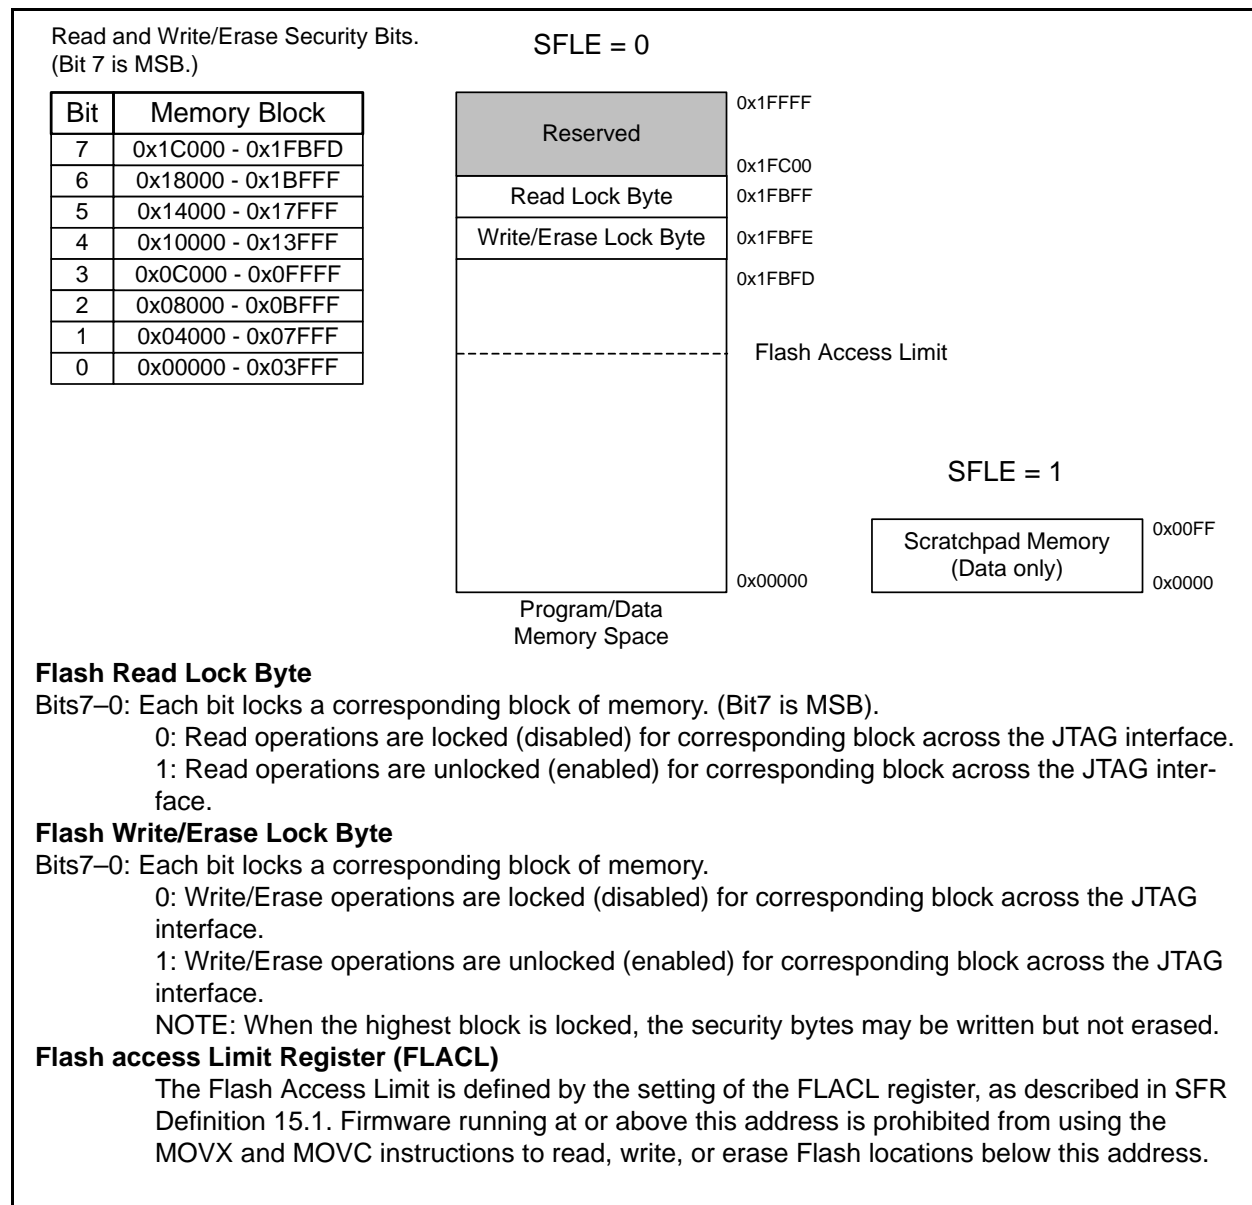 Read and Write/Erase Security Bits.
(Bit 7 is MSB.)
SFLE = 0
Bit Memory Block
7 0x1C000 - 0x1FBFD
6 0x18000 - 0x1BFFF
5 0x14000 - 0x17FFF
4 0x10000 - 0x13FFF
3 0x0C000 - 0x0FFFF
2 0x08000 - 0x0BFFF
1 0x04000 - 0x07FFF
0 0x00000 - 0x03FFF
0x1FFFF
Reserved
0x1FC00
Read Lock Byte 0x1FBFF
Write/Erase Lock Byte 0x1FBFE
0x1FBFD
Flash Access Limit
0x00000
Program/Data
Memory Space
SFLE = 1
Scratchpad Memory
(Data only)
0x00FF
0x0000
Flash Read Lock Byte
Bits7–0: Each bit locks a corresponding block of memory. (Bit7 is MSB).
0: Read operations are locked (disabled) for corresponding block across the JTAG interface.
1: Read operations are unlocked (enabled) for corresponding block across the JTAG inter-
face.
Flash Write/Erase Lock Byte
Bits7–0: Each bit locks a corresponding block of memory.
0: Write/Erase operations are locked (disabled) for corresponding block across the JTAG
interface.
1: Write/Erase operations are unlocked (enabled) for corresponding block across the JTAG
interface.
NOTE: When the highest block is locked, the security bytes may be written but not erased.
Flash access Limit Register (FLACL)
The Flash Access Limit is defined by the setting of the FLACL register, as described in SFR
Definition 15.1. Firmware running at or above this address is prohibited from using the
MOVX and MOVC instructions to read, write, or erase Flash locations below this address.